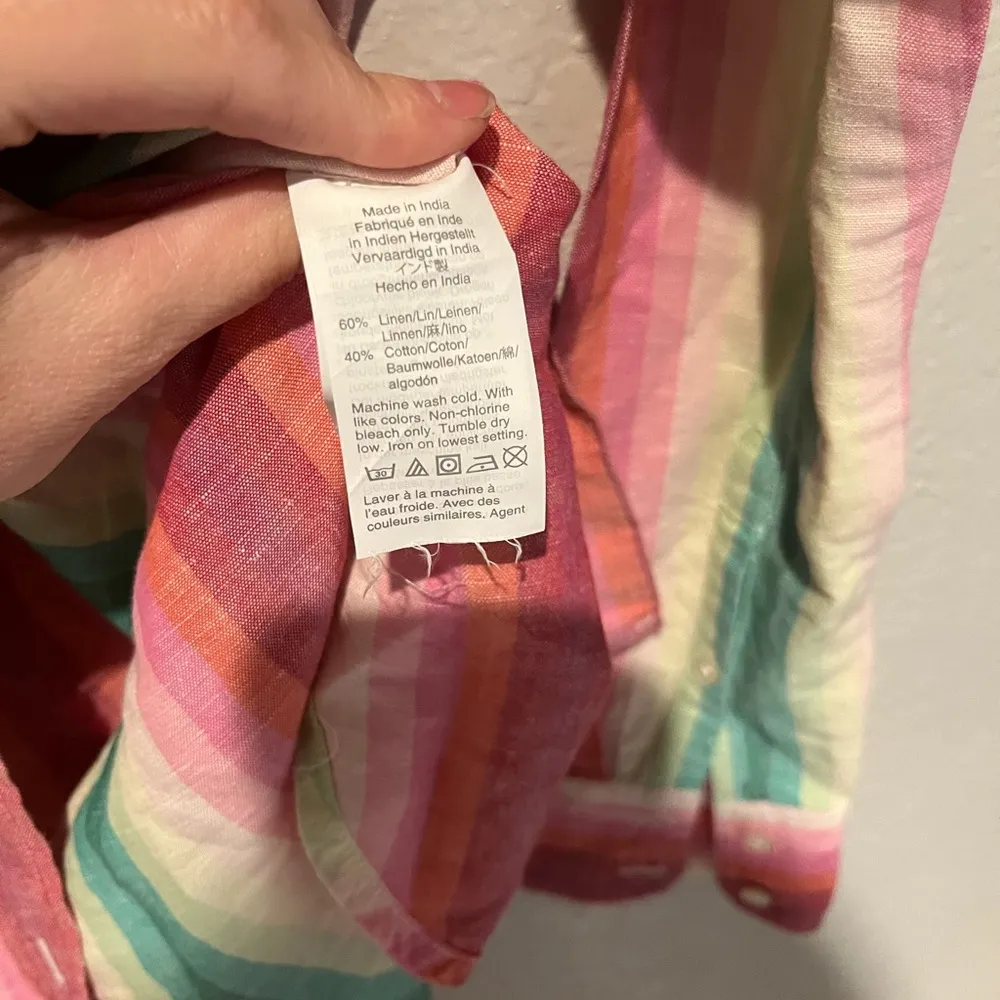 Made in India
Fabriqué en Inde
in Indien Hergestellt
Vervaardigd in India
インド製
Hecho en India
60% Linen/Lin/Leinen/
Linnen/麻/lino
40% Cotton/Coton/
Baumwolle/Katoen/綿/
algodón
Machine wash cold. With
like colors. Non-chlorine
bleach only. Tumble dry
low. Iron on lowest setting.
30
Laver à la machine à
l'eau froide. Avec des
couleurs similaires. Agent